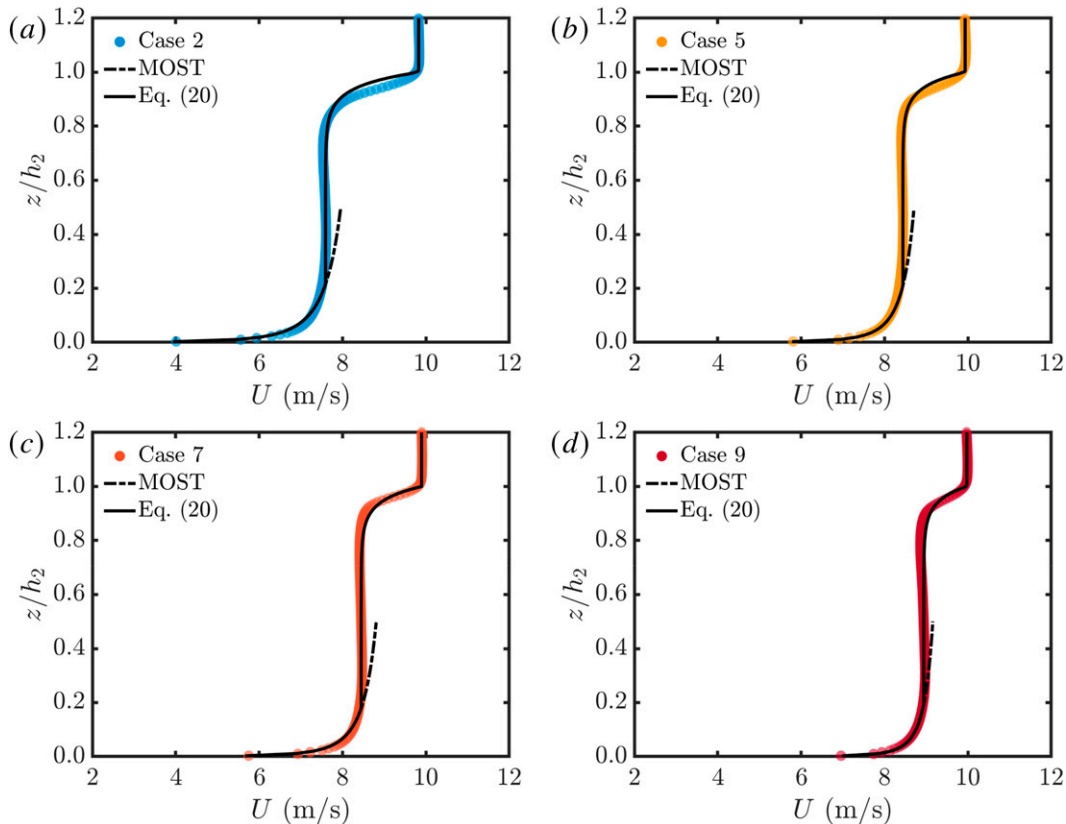 (a)
1.2
Case 2
MOST
Eq. (20)
1.0
0.8
z/h₂
0.6
0.4
0.2
0.0
2 4 6 8 10 12
U (m/s)
(b)
1.2
Case 5
MOST
Eq. (20)
1.0
0.8
z/h₂
0.6
0.4
0.2
0.0
2 4 6 8 10 12
U (m/s)
(c)
1.2
Case 7
MOST
Eq. (20)
1.0
0.8
z/h₂
0.6
0.4
0.2
0.0
2 4 6 8 10 12
U (m/s)
(d)
1.2
Case 9
MOST
Eq. (20)
1.0
0.8
z/h₂
0.6
0.4
0.2
0.0
2 4 6 8 10 12
U (m/s)